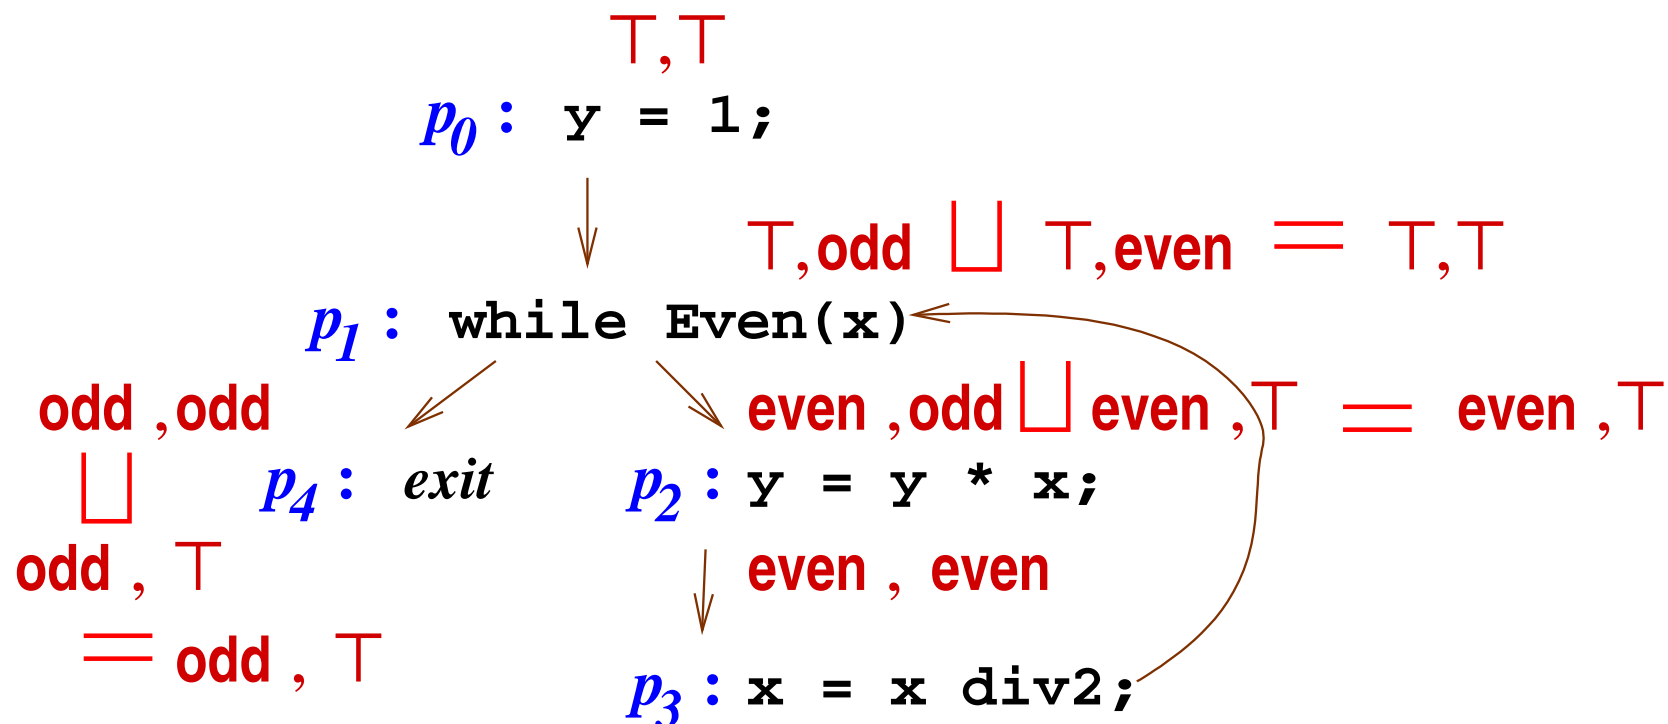 ⊤,⊤
p0 : y = 1;
⊤,odd ⊔ ⊤,even = ⊤,⊤
p1 : while Even(x)
odd ,odd
even ,odd ⊔ even ,⊤ = even ,⊤
⊔
p4 : exit
p2 : y = y * x;
odd , ⊤
even , even
= odd , ⊤
p3 : x = x div2;